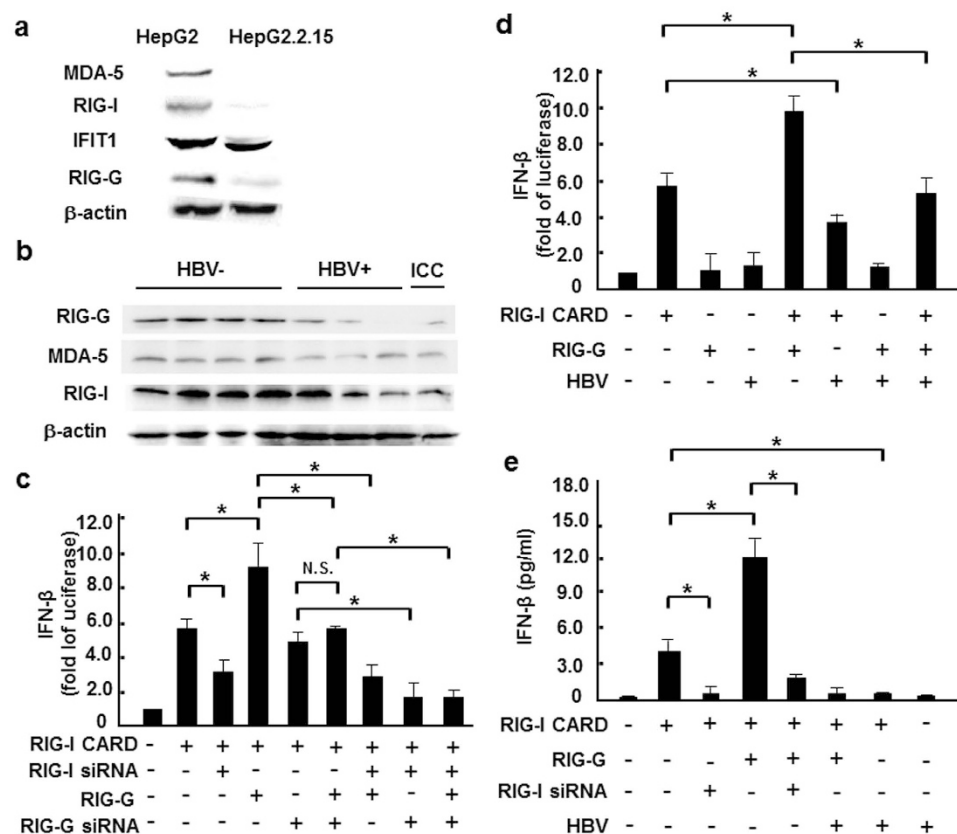 a
HepG2 HepG2.2.15
MDA-5
RIG-I
IFIT1
RIG-G
β-actin
b
HBV- HBV+ ICC
RIG-G
MDA-5
RIG-I
β-actin
c
IFN-β
(fold lof uciferase)
12.0
10.0
8.0
6.0
4.0
2.0
0
* * * * * N.S. *
RIG-I CARD - + + + + + + + +
RIG-I siRNA - - + - - - + + +
RIG-G - - - + - + + - +
RIG-G siRNA - - - - + + - + +
d
IFN-β
(fold of luciferase)
12.0
10.0
8.0
6.0
4.0
2.0
0
* * *
RIG-I CARD - + - - + + - +
RIG-G - - + - + - + +
HBV - - - + - + + +
e
IFN-β (pg/ml)
18.0
15.0
12.0
9.0
6.0
3.0
0
* * * *
RIG-I CARD - + + + + + + -
RIG-G - - - + + + - -
RIG-I siRNA - - + - + - - -
HBV - - - - - + + +